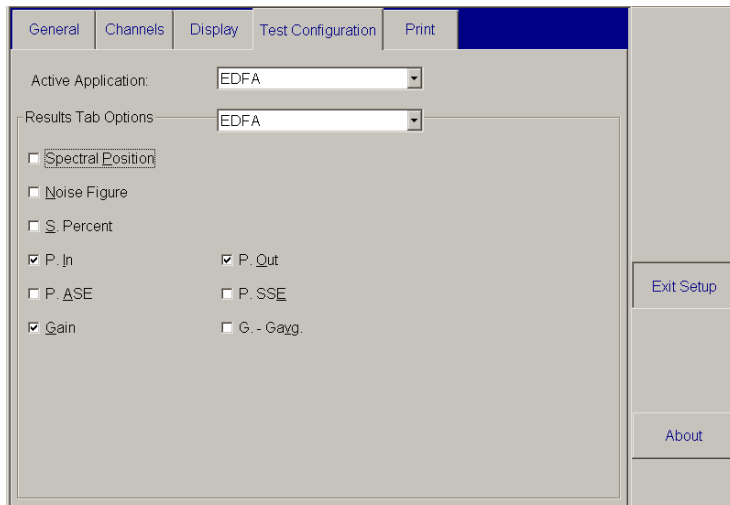 General Channels Display Test Configuration Print
Active Application: EDFA
Results Tab Options EDFA
Spectral Position
Noise Figure
S. Percent
P. In P. Out
P. ASE P. SSE
Exit Setup
Gain G. - Gavg.
About